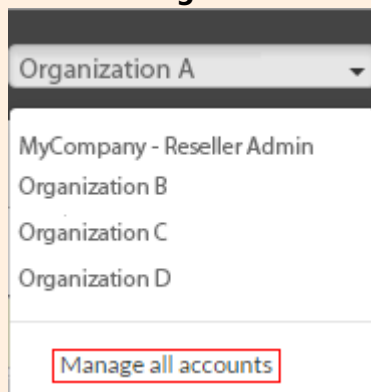 Organization A
MyCompany - Reseller Admin
Organization B
Organization C
Organization D
Manage all accounts